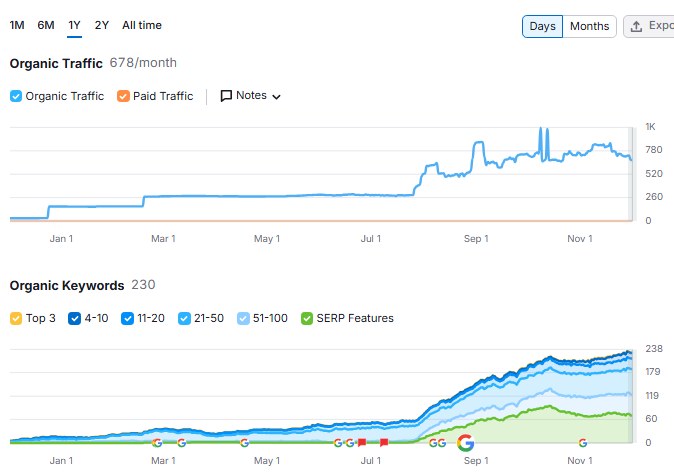 1M 6M 1Y 2Y All time Days Months
Organic Traffic 678/month
Organic Traffic Paid Traffic Notes
1K
780
520
260
0
Jan 1 Mar 1 May 1 Jul 1 Sep 1 Nov 1
Organic Keywords 230
Top 3 4-10 11-20 21-50 51-100 SERP Features
238
179
119
60
0
Jan 1 Mar 1 May 1 Jul 1 Sep 1 Nov 1